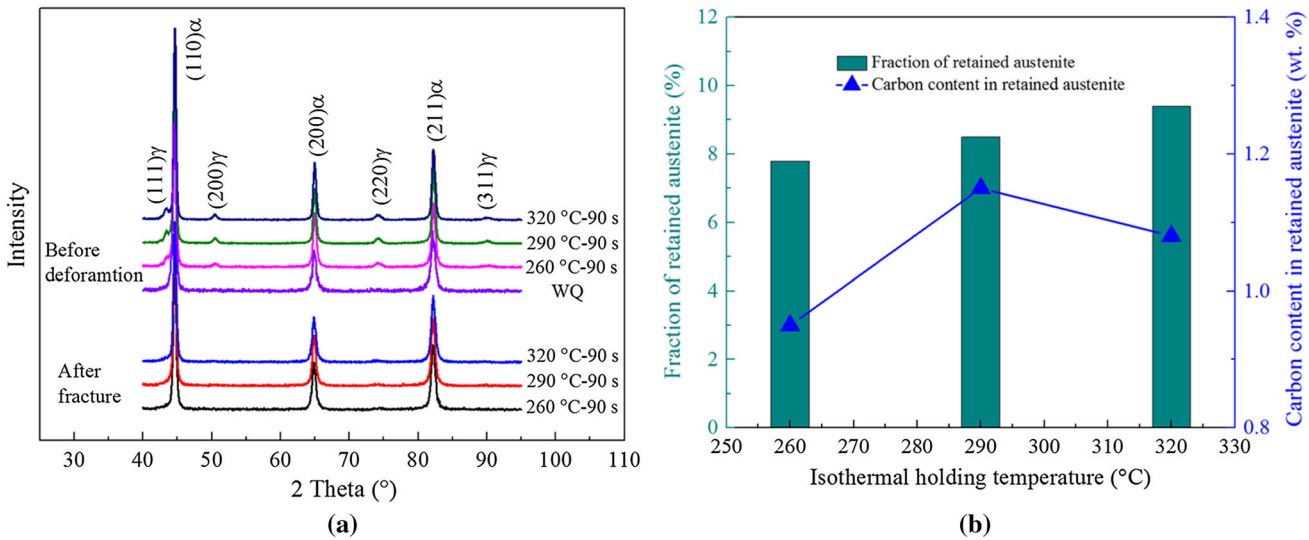 (110)α
(200)α
(211)α
(111)γ
(200)γ
(220)γ
(311)γ
Intensity
Before
deforamtion
320 °C-90 s
290 °C-90 s
260 °C-90 s
WQ
After
fracture
320 °C-90 s
290 °C-90 s
260 °C-90 s
30 40 50 60 70 80 90 100 110
2 Theta (°)
(a)
Fraction of retained austenite (%)
12
10
8
6
4
2
0
Fraction of retained austenite
Carbon content in retained austenite
1.4
1.2
1.0
0.8
Carbon content in retained austenite (wt. %)
250 260 270 280 290 300 310 320 330
Isothermal holding temperature (°C)
(b)